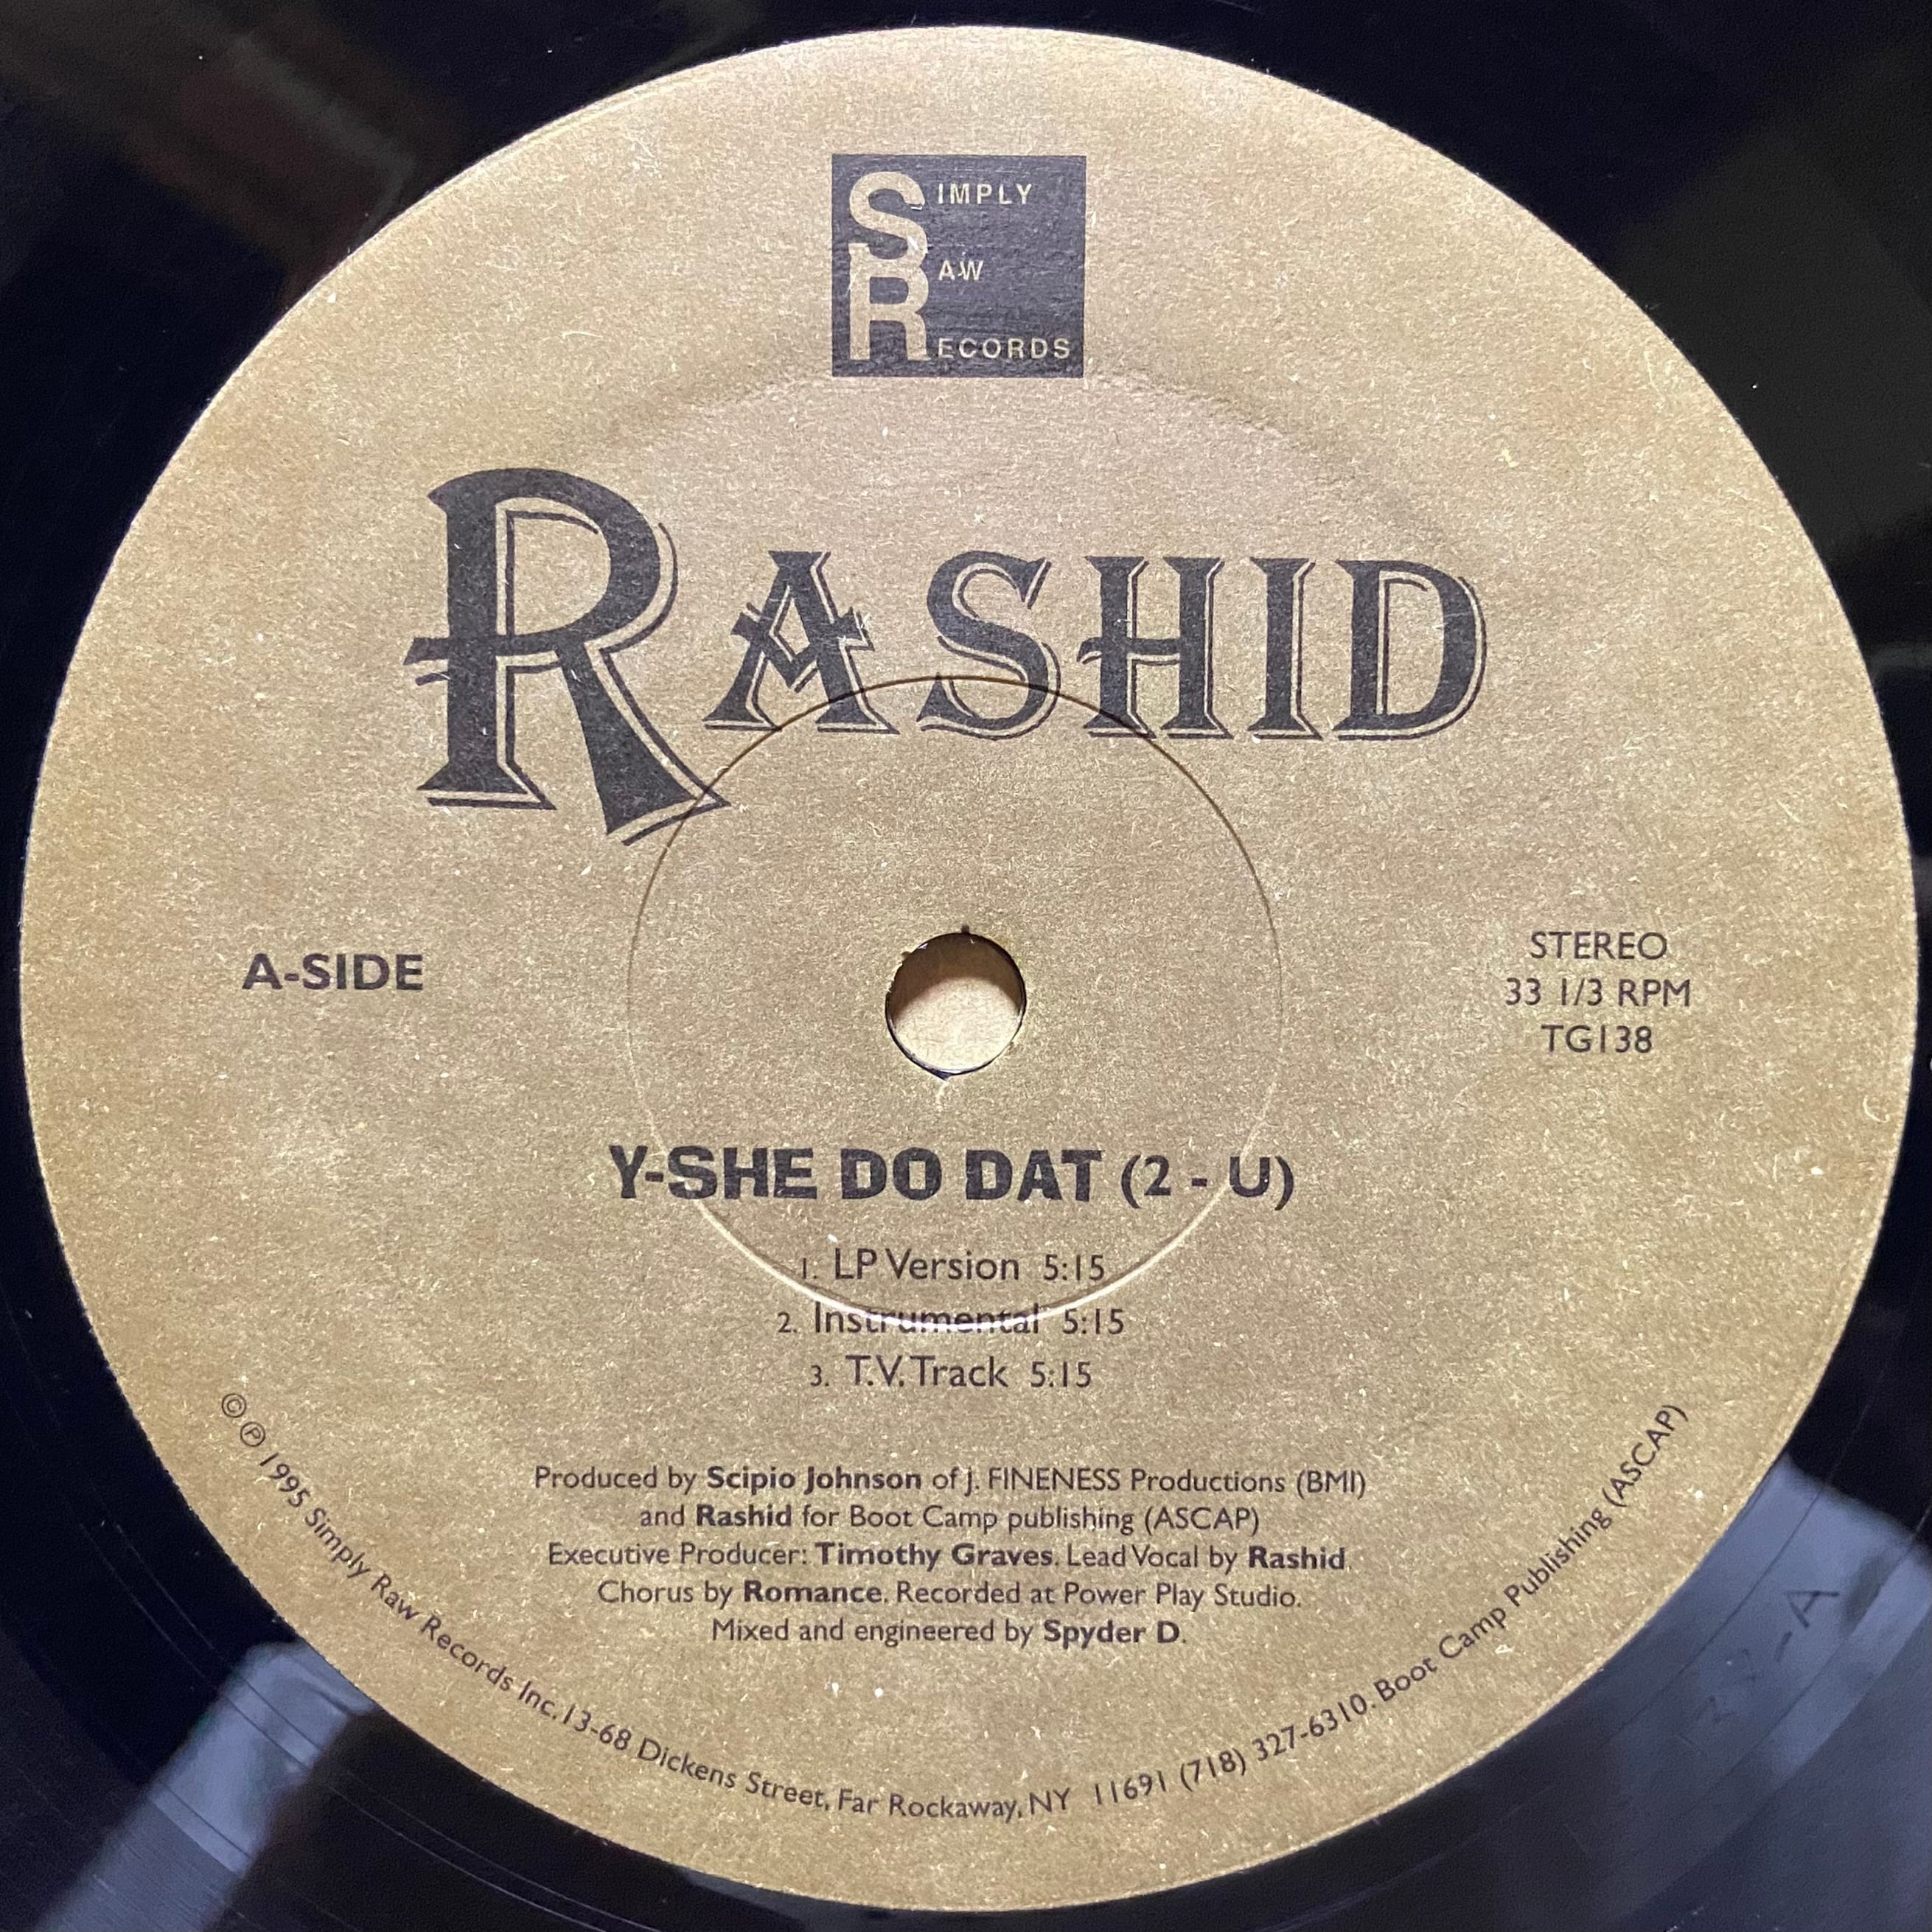 SIMPLY
RAW
RECORDS
RASHID
A-SIDE
STEREO
33 1/3 RPM
TG138
Y-SHE DO DAT (2 - U)
1. LP Version 5:15
2. Instrumental 5:15
3. T.V. Track 5:15
Produced by Scipio Johnson of J. FINENESS Productions (BMI)
and Rashid for Boot Camp publishing (ASCAP)
Executive Producer: Timothy Graves. Lead Vocal by Rashid.
Chorus by Romance. Recorded at Power Play Studio.
Mixed and engineered by Spyder D.
© ℗ 1995 Simply Raw Records Inc. 13-68 Dickens Street, Far Rockaway, NY 11691 (718) 327-6310. Boot Camp Publishing (ASCAP)